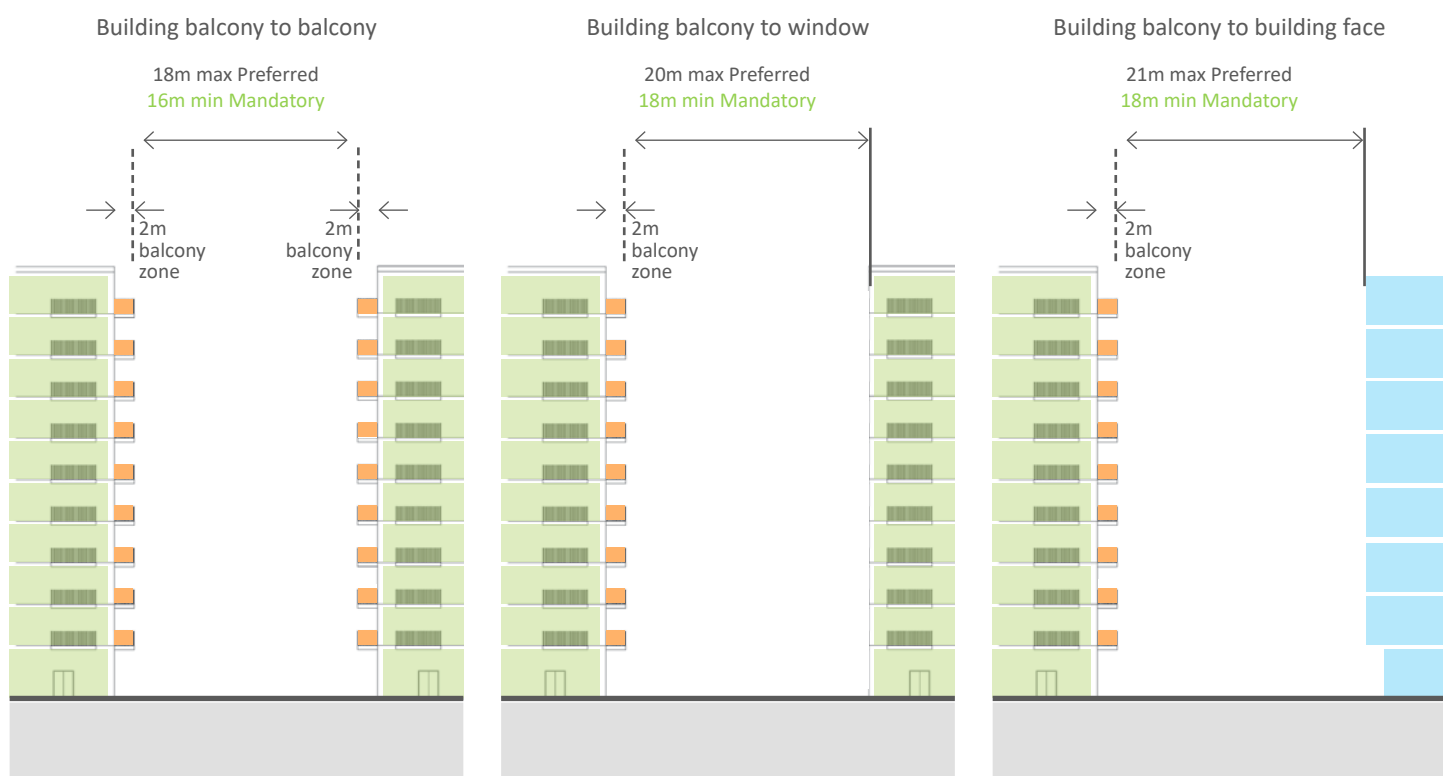 Building balcony to balcony
18m max Preferred
16m min Mandatory
2m
balcony
zone
2m
balcony
zone
Building balcony to window
20m max Preferred
18m min Mandatory
2m
balcony
zone
Building balcony to building face
21m max Preferred
18m min Mandatory
2m
balcony
zone